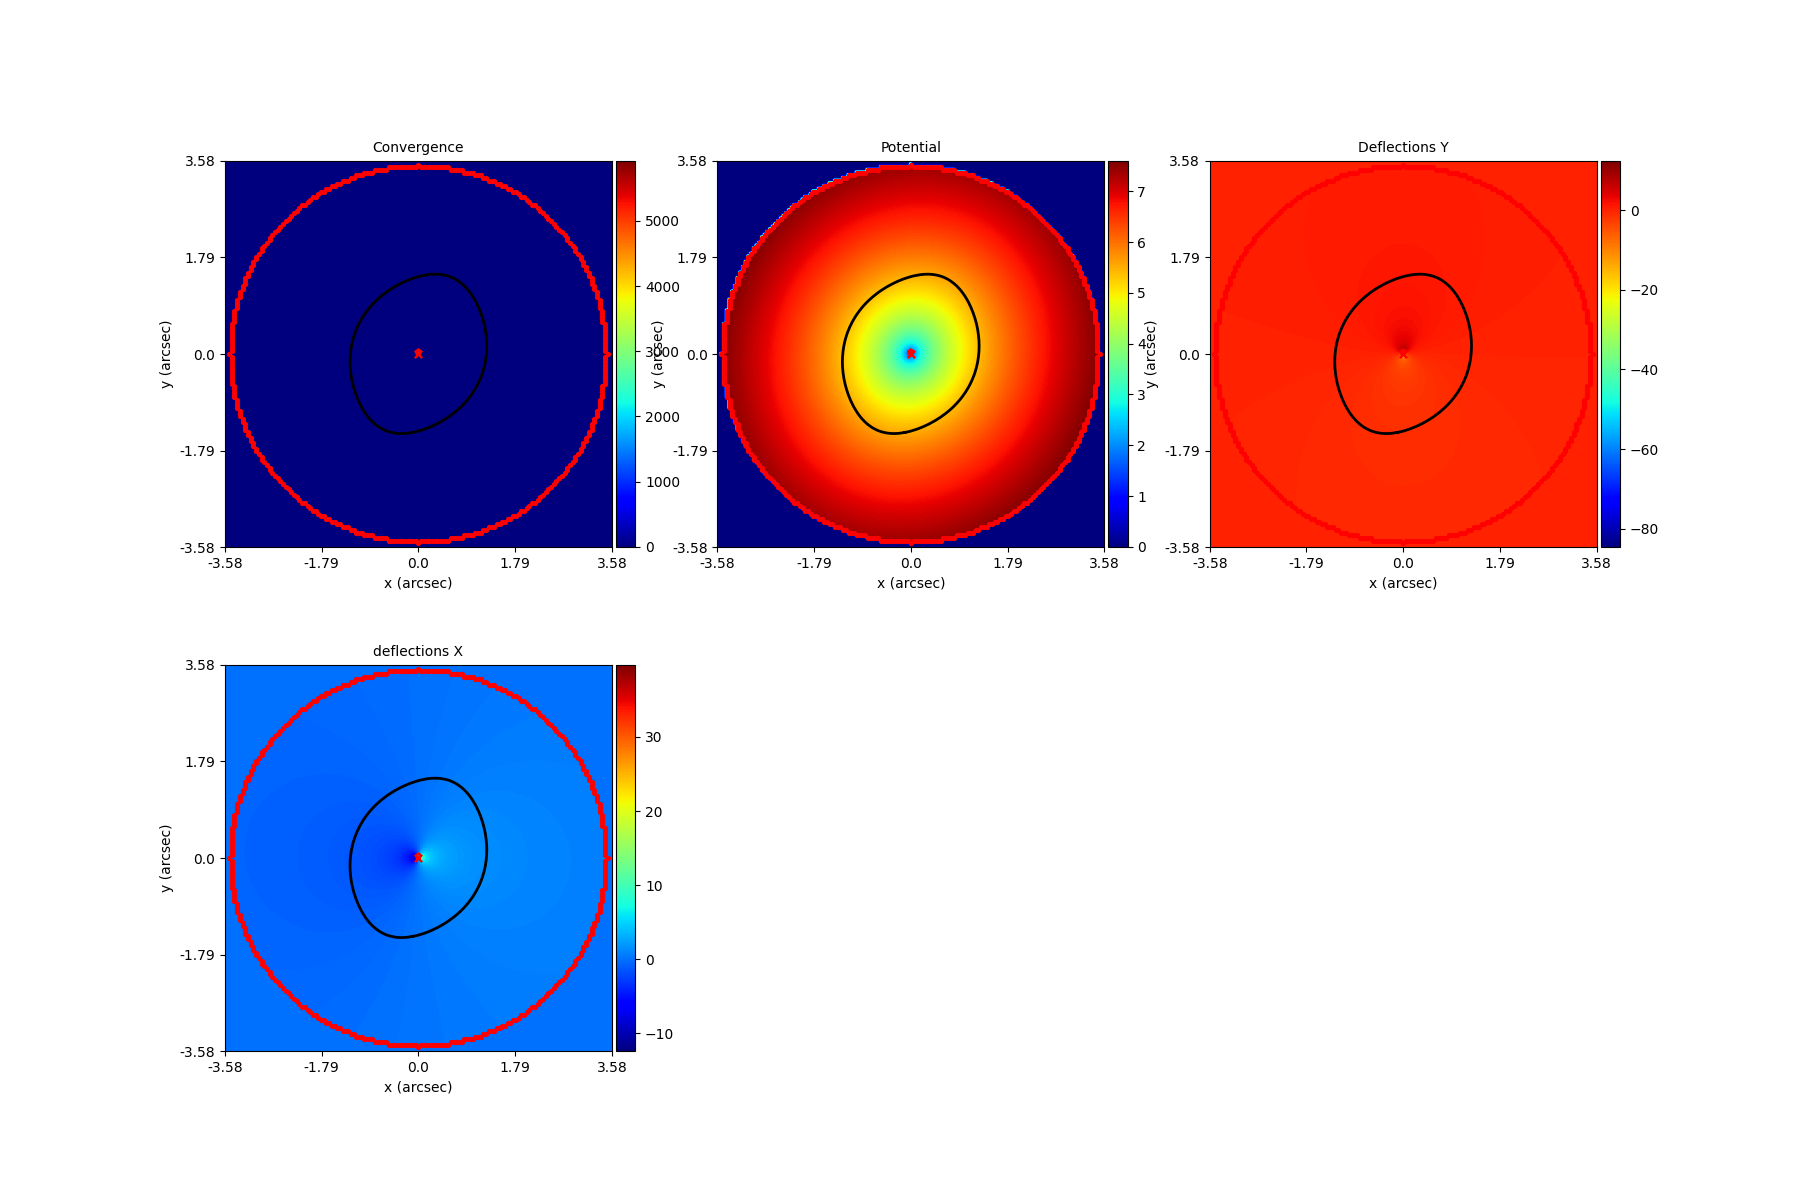 Convergence
3.58
1.79
0.0
-1.79
-3.58
y (arcsec)
-3.58 -1.79 0.0 1.79 3.58
x (arcsec)
5000
4000
3000
2000
1000
0
Potential
3.58
1.79
0.0
-1.79
-3.58
y (arcsec)
-3.58 -1.79 0.0 1.79 3.58
x (arcsec)
7
6
5
4
3
2
1
0
Deflections Y
3.58
1.79
0.0
-1.79
-3.58
y (arcsec)
-3.58 -1.79 0.0 1.79 3.58
x (arcsec)
0
−20
−40
−60
−80
deflections X
3.58
1.79
0.0
-1.79
-3.58
y (arcsec)
-3.58 -1.79 0.0 1.79 3.58
x (arcsec)
30
20
10
0
−10